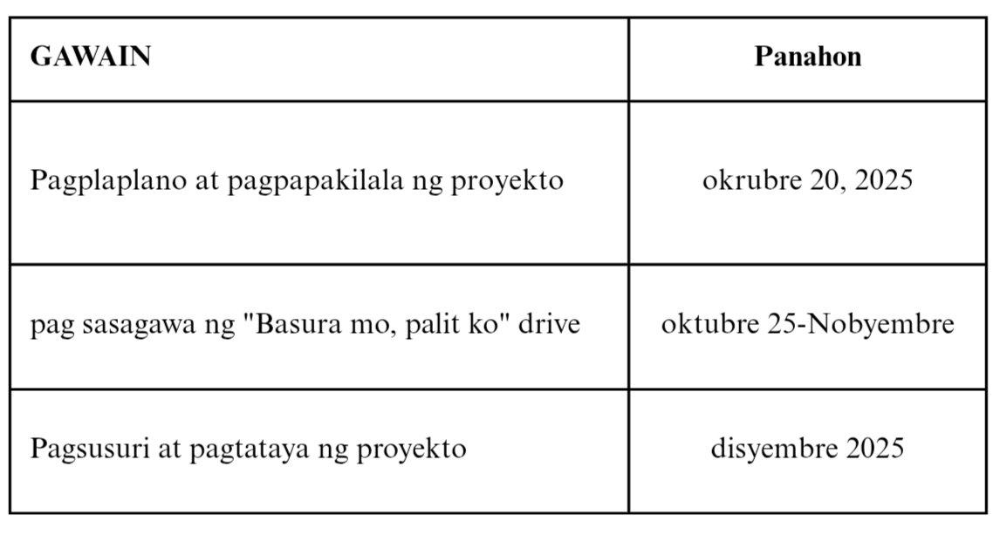 GAWAIN
Panahon
Pagplaplano at pagpapakilala ng proyekto
okrubre 20, 2025
pag sasagawa ng "Basura mo, palit ko" drive
oktubre 25-Nobyembre
Pagsusuri at pagtataya ng proyekto
disyembre 2025